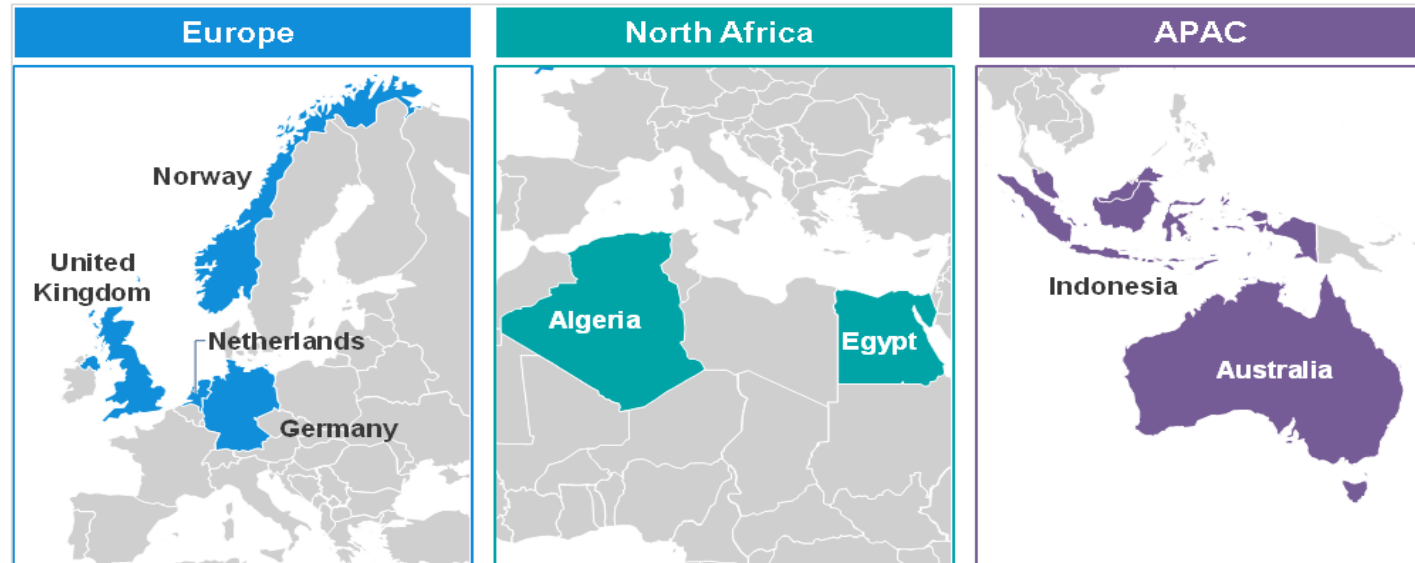 Europe
North Africa
APAC
Norway
United
Kingdom
Netherlands
Germany
Algeria
Egypt
Indonesia
Australia